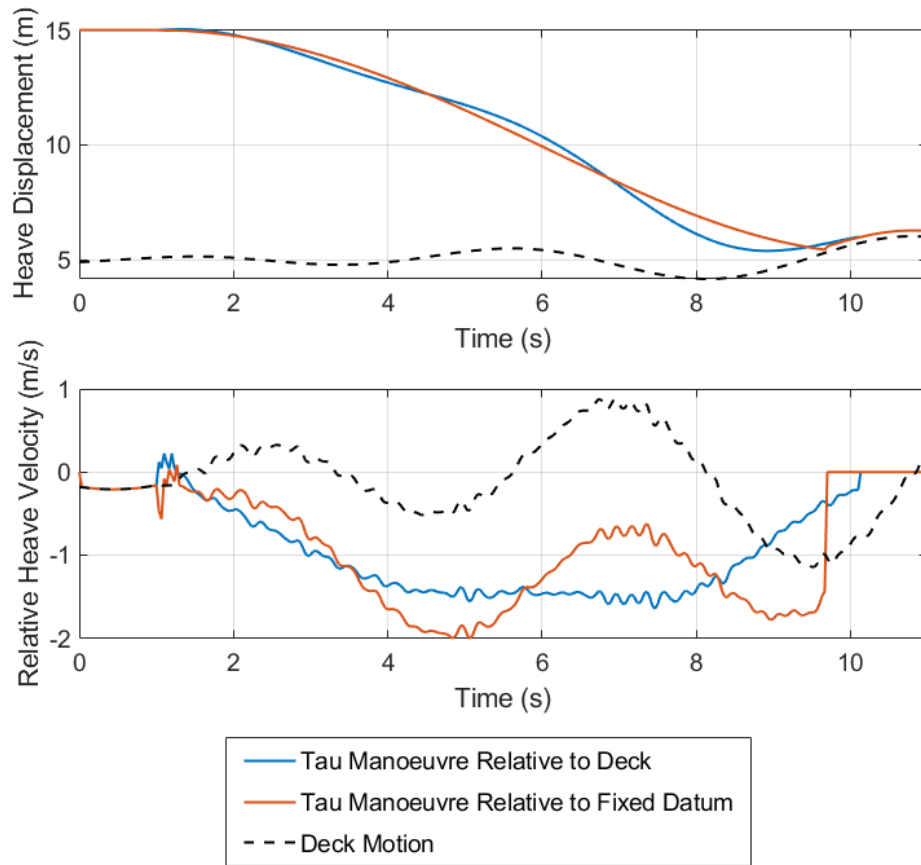 15
10
5
Heave Displacement (m)
0 2 4 6 8 10
Time (s)
1
0
-1
-2
Relative Heave Velocity (m/s)
0 2 4 6 8 10
Time (s)
Tau Manoeuvre Relative to Deck
Tau Manoeuvre Relative to Fixed Datum
Deck Motion